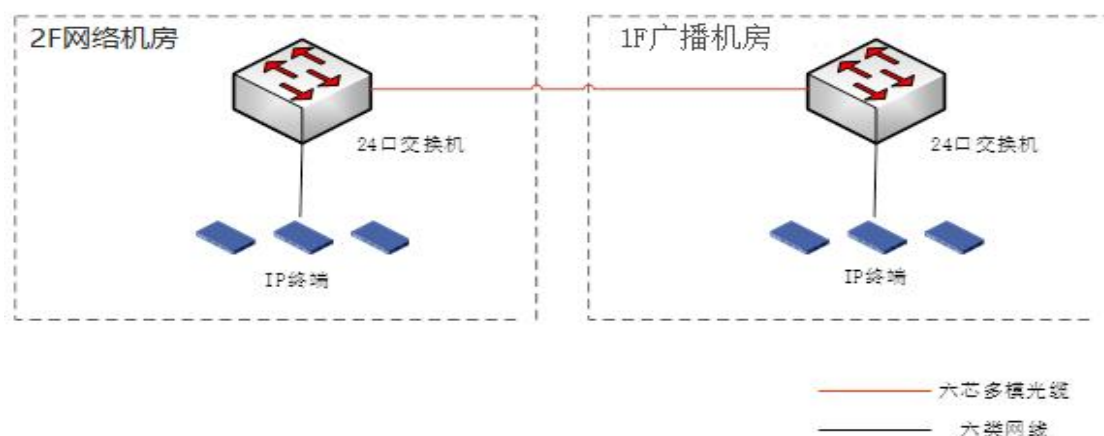 2F网络机房
1F广播机房
24口交换机
24口交换机
IP终端
IP终端
六芯多模光缆
六类网线